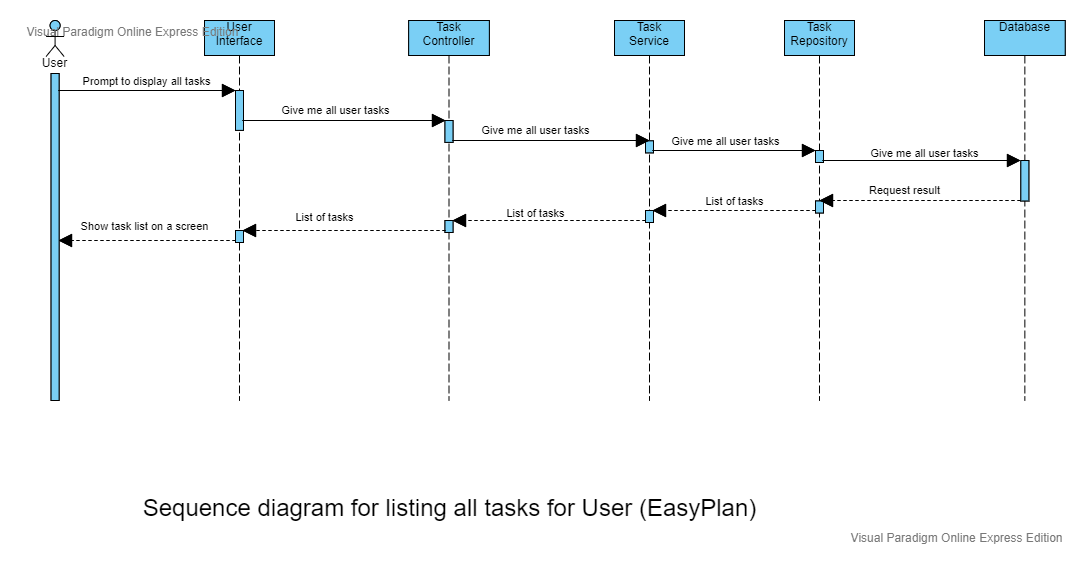 Visual Paradigm Online Express Edition
User
User
Interface
Task
Controller
Task
Service
Task
Repository
Database
Prompt to display all tasks
Give me all user tasks
Give me all user tasks
Give me all user tasks
Give me all user tasks
Request result
List of tasks
List of tasks
List of tasks
Show task list on a screen
Sequence diagram for listing all tasks for User (EasyPlan)
Visual Paradigm Online Express Edition